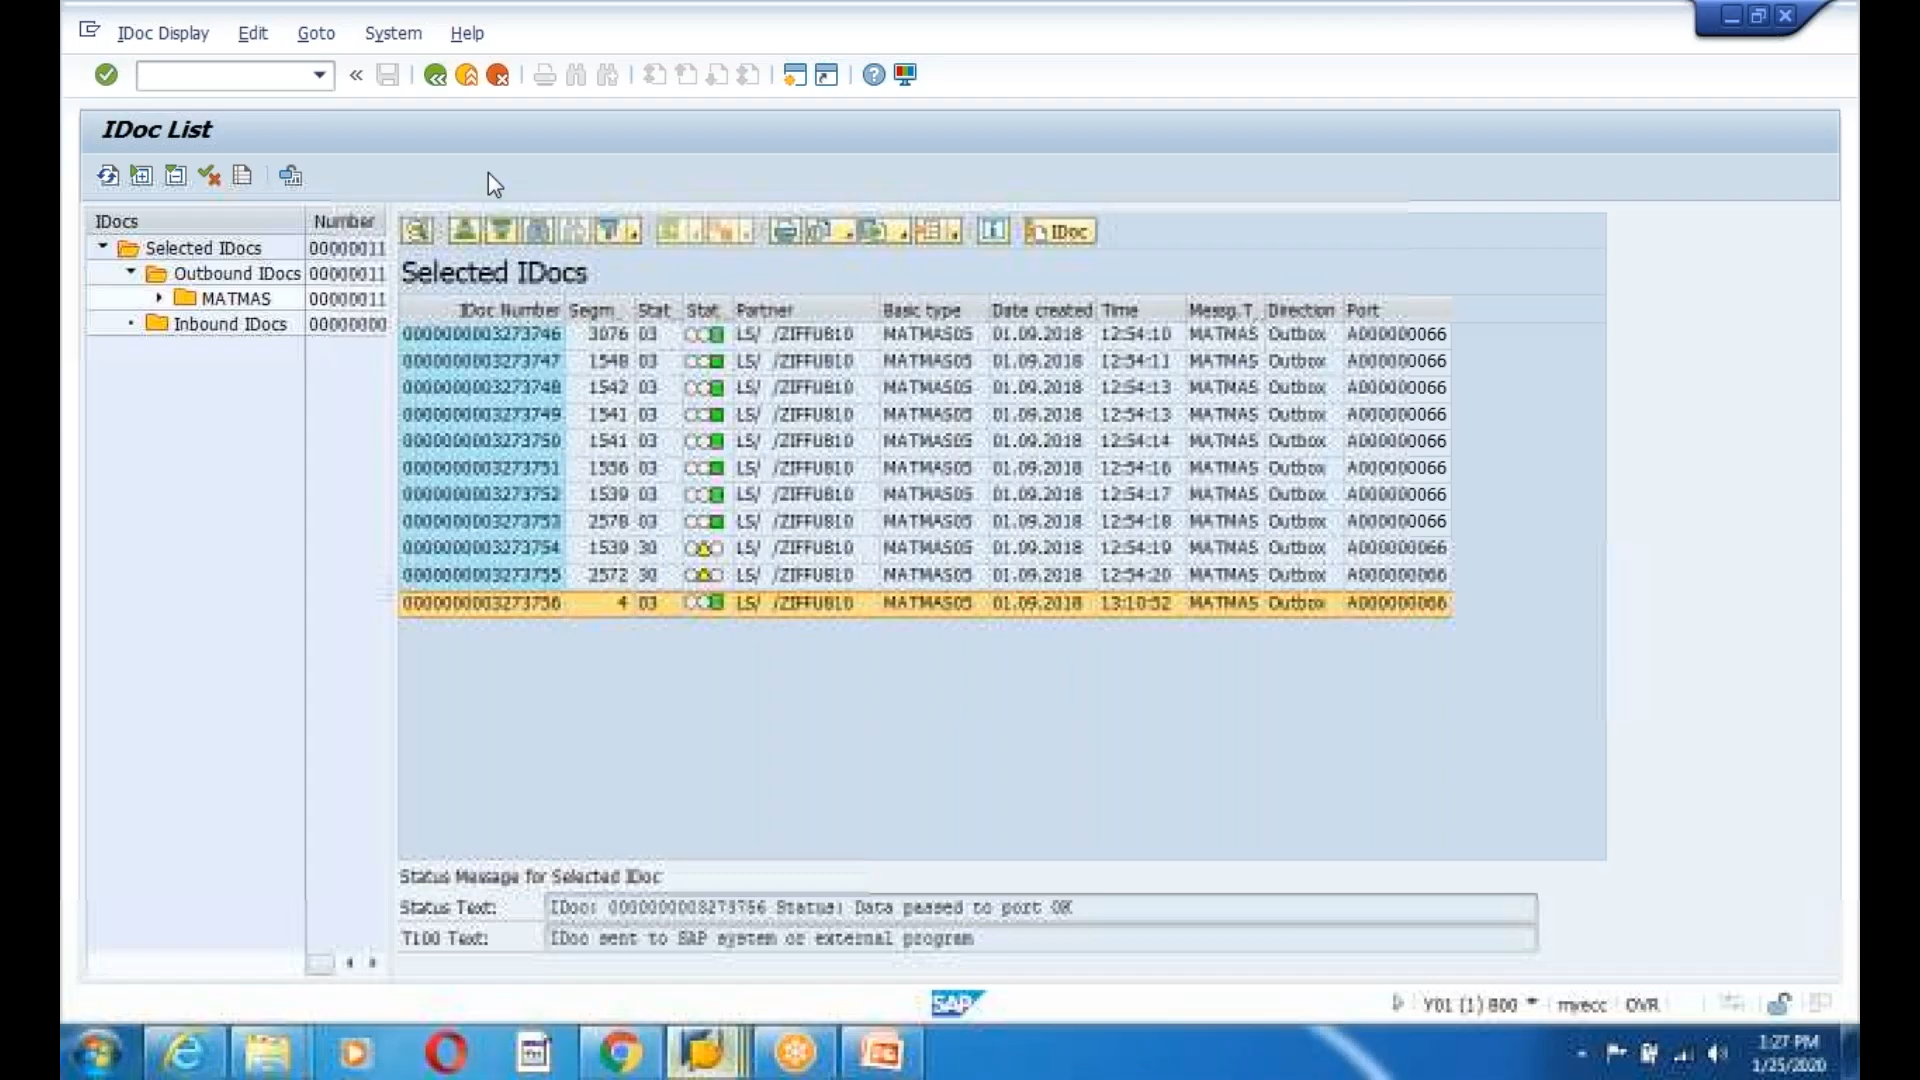 IDoc Display Edit Goto System Help
IDoc List
IDocs Number
Selected IDocs 00000011
Outbound IDocs 00000011
MATMAS 00000011
Inbound IDocs 00000000
IDoc
Selected IDocs
IDoc Number Segm_ Stat Stat Partner Basic type Date created Time Messg.T Direction Port
0000000003273746 3076 03 LS/ /ZIFFUB10 MATMAS05 01.09.2018 12:54:10 MATMAS Outbox A000000066
0000000003273747 1548 03 LS/ /ZIFFUB10 MATMAS05 01.09.2018 12:54:11 MATMAS Outbox A000000066
0000000003273748 1542 03 LS/ /ZIFFUB10 MATMAS05 01.09.2018 12:54:13 MATMAS Outbox A000000066
0000000003273749 1541 03 LS/ /ZIFFUB10 MATMAS05 01.09.2018 12:54:13 MATMAS Outbox A000000066
0000000003273750 1541 03 LS/ /ZIFFUB10 MATMAS05 01.09.2018 12:54:14 MATMAS Outbox A000000066
0000000003273751 1556 03 LS/ /ZIFFUB10 MATMAS05 01.09.2018 12:54:16 MATMAS Outbox A000000066
0000000003273752 1539 03 LS/ /ZIFFUB10 MATMAS05 01.09.2018 12:54:17 MATMAS Outbox A000000066
0000000003273753 2578 03 LS/ /ZIFFUB10 MATMAS05 01.09.2018 12:54:18 MATMAS Outbox A000000066
0000000003273754 1539 30 LS/ /ZIFFUB10 MATMAS05 01.09.2018 12:54:19 MATMAS Outbox A000000066
0000000003273755 2572 30 LS/ /ZIFFUB10 MATMAS05 01.09.2018 12:54:20 MATMAS Outbox A000000066
0000000003273756 4 03 LS/ /ZIFFUB10 MATMAS05 01.09.2018 13:10:52 MATMAS Outbox A000000066
Status Message for Selected IDoc
Status Text: IDoc: 0000000003273756 Status: Data passed to port OK
T100 Text: IDoc sent to SAP system or external program
SAP
Y01 (1) 800 myecc OVR
1:27 PM
1/25/2020